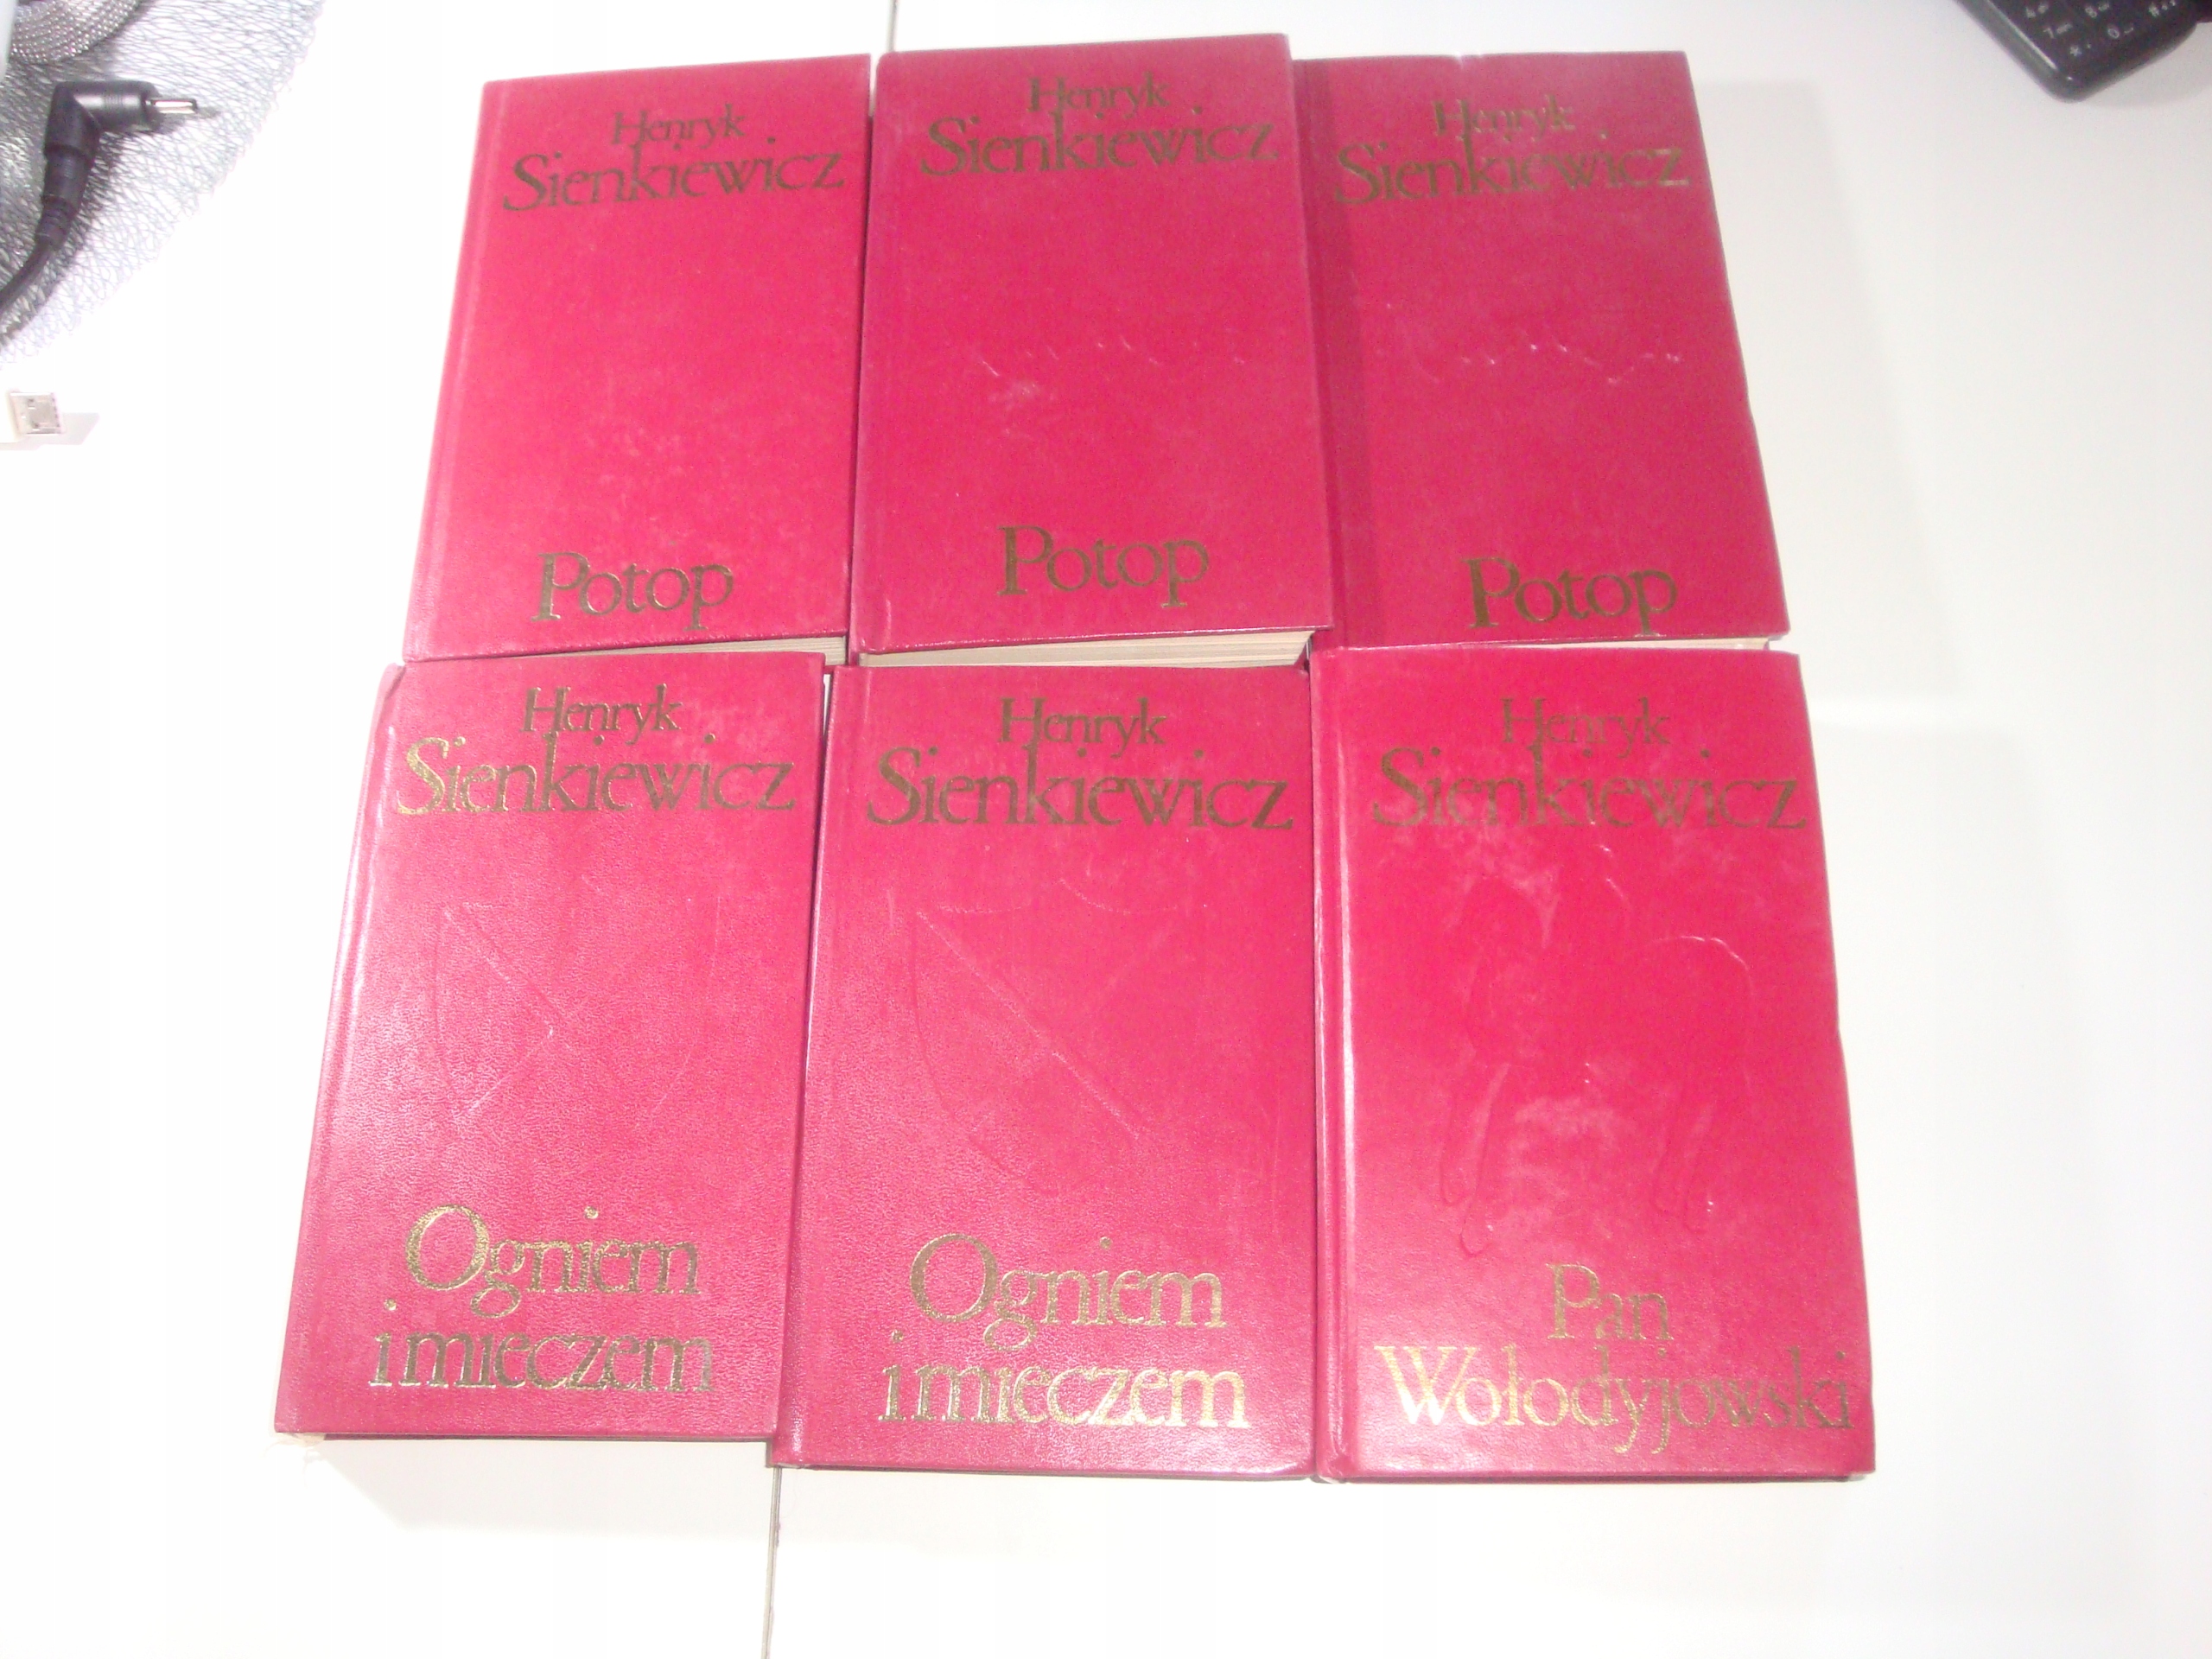 Henryk
Sienkiewicz
Potop
Henryk
Sienkiewicz
Potop
Henryk
Sienkiewicz
Potop
Henryk
Sienkiewicz
Ogniem
i mieczem
Henryk
Sienkiewicz
Ogniem
i mieczem
Henryk
Sienkiewicz
Pan
Wołodyjowski